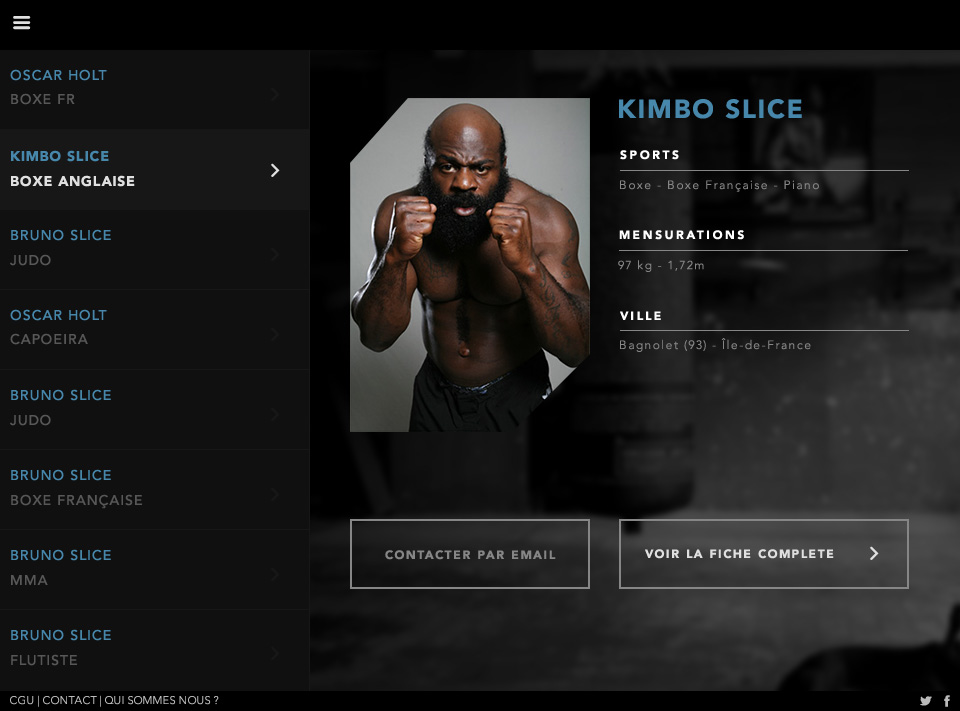 OSCAR HOLT
BOXE FR
KIMBO SLICE
BOXE ANGLAISE
BRUNO SLICE
JUDO
OSCAR HOLT
CAPOEIRA
BRUNO SLICE
JUDO
BRUNO SLICE
BOXE FRANÇAISE
BRUNO SLICE
MMA
BRUNO SLICE
FLUTISTE
KIMBO SLICE
SPORTS
Boxe - Boxe Française - Piano
MENSURATIONS
97 kg - 1,72m
VILLE
Bagnolet (93) - Île-de-France
CONTACTER PAR EMAIL
VOIR LA FICHE COMPLETE
CGU | CONTACT | QUI SOMMES NOUS ?